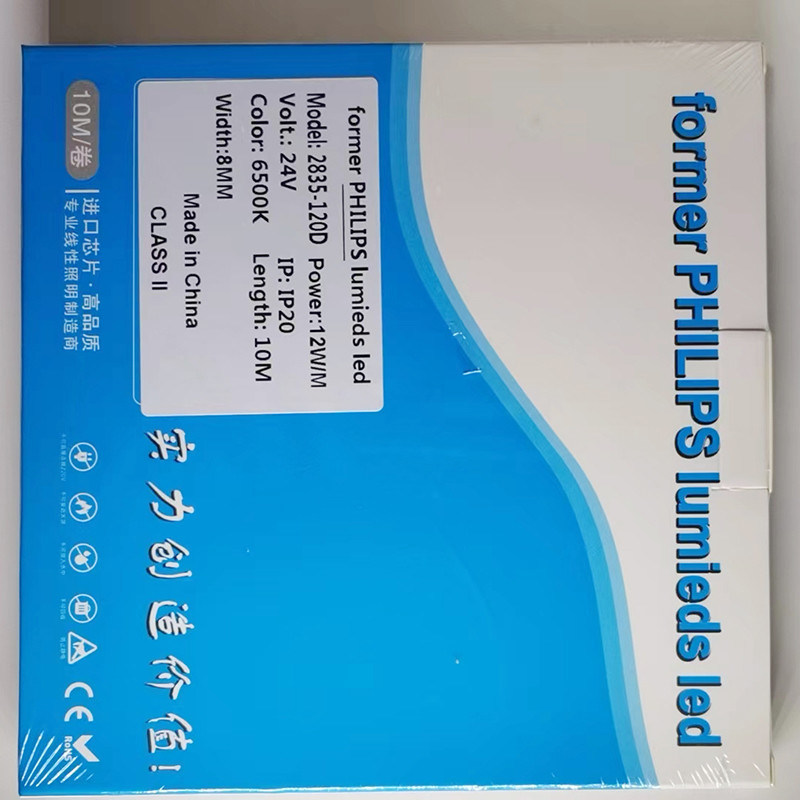 former PHILIPS lumieds led
former PHILIPS lumieds led
Model: 2835-120D Power:12W/M
Volt.: 24V IP: IP20
Color: 6500K Length: 10M
Width:8MM
Made in China
CLASS II
实力创造价值!
10M/卷
进口芯片·高品质
专业线性照明制造商
CE
RoHS